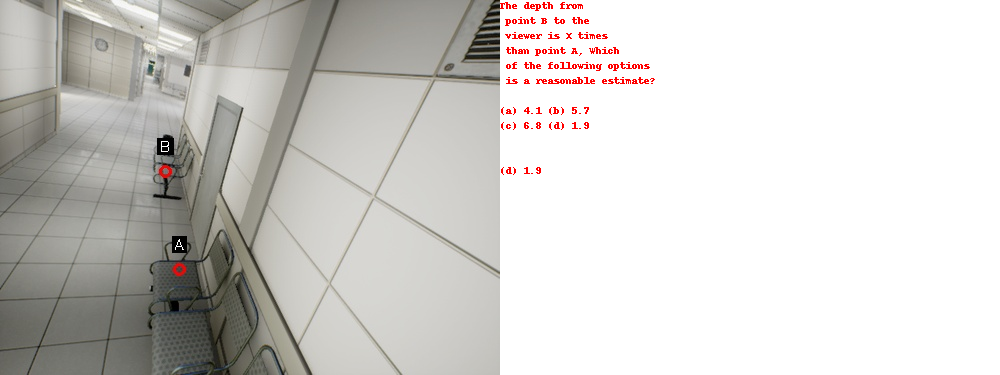 B
A
The depth from
point B to the
viewer is X times
than point A, Which
of the following options
is a reasonable estimate?
(a) 4.1 (b) 5.7
(c) 6.8 (d) 1.9
(d) 1.9